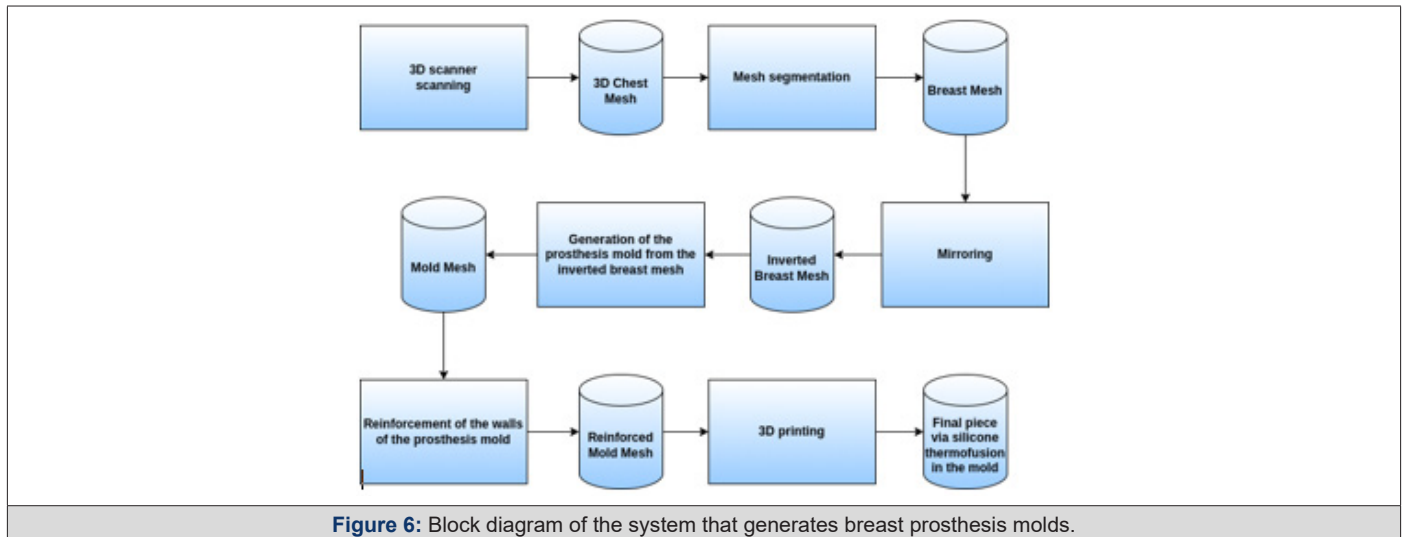 3D scanner
scanning
3D Chest
Mesh
Mesh segmentation
Breast Mesh
Mold Mesh
Generation of the
prosthesis mold from the
inverted breast mesh
Inverted
Breast Mesh
Mirroring
Reinforcement of the walls
of the prosthesis mold
Reinforced
Mold Mesh
3D printing
Final piece
via silicone
thermofusion
in the mold
Figure 6: Block diagram of the system that generates breast prosthesis molds.